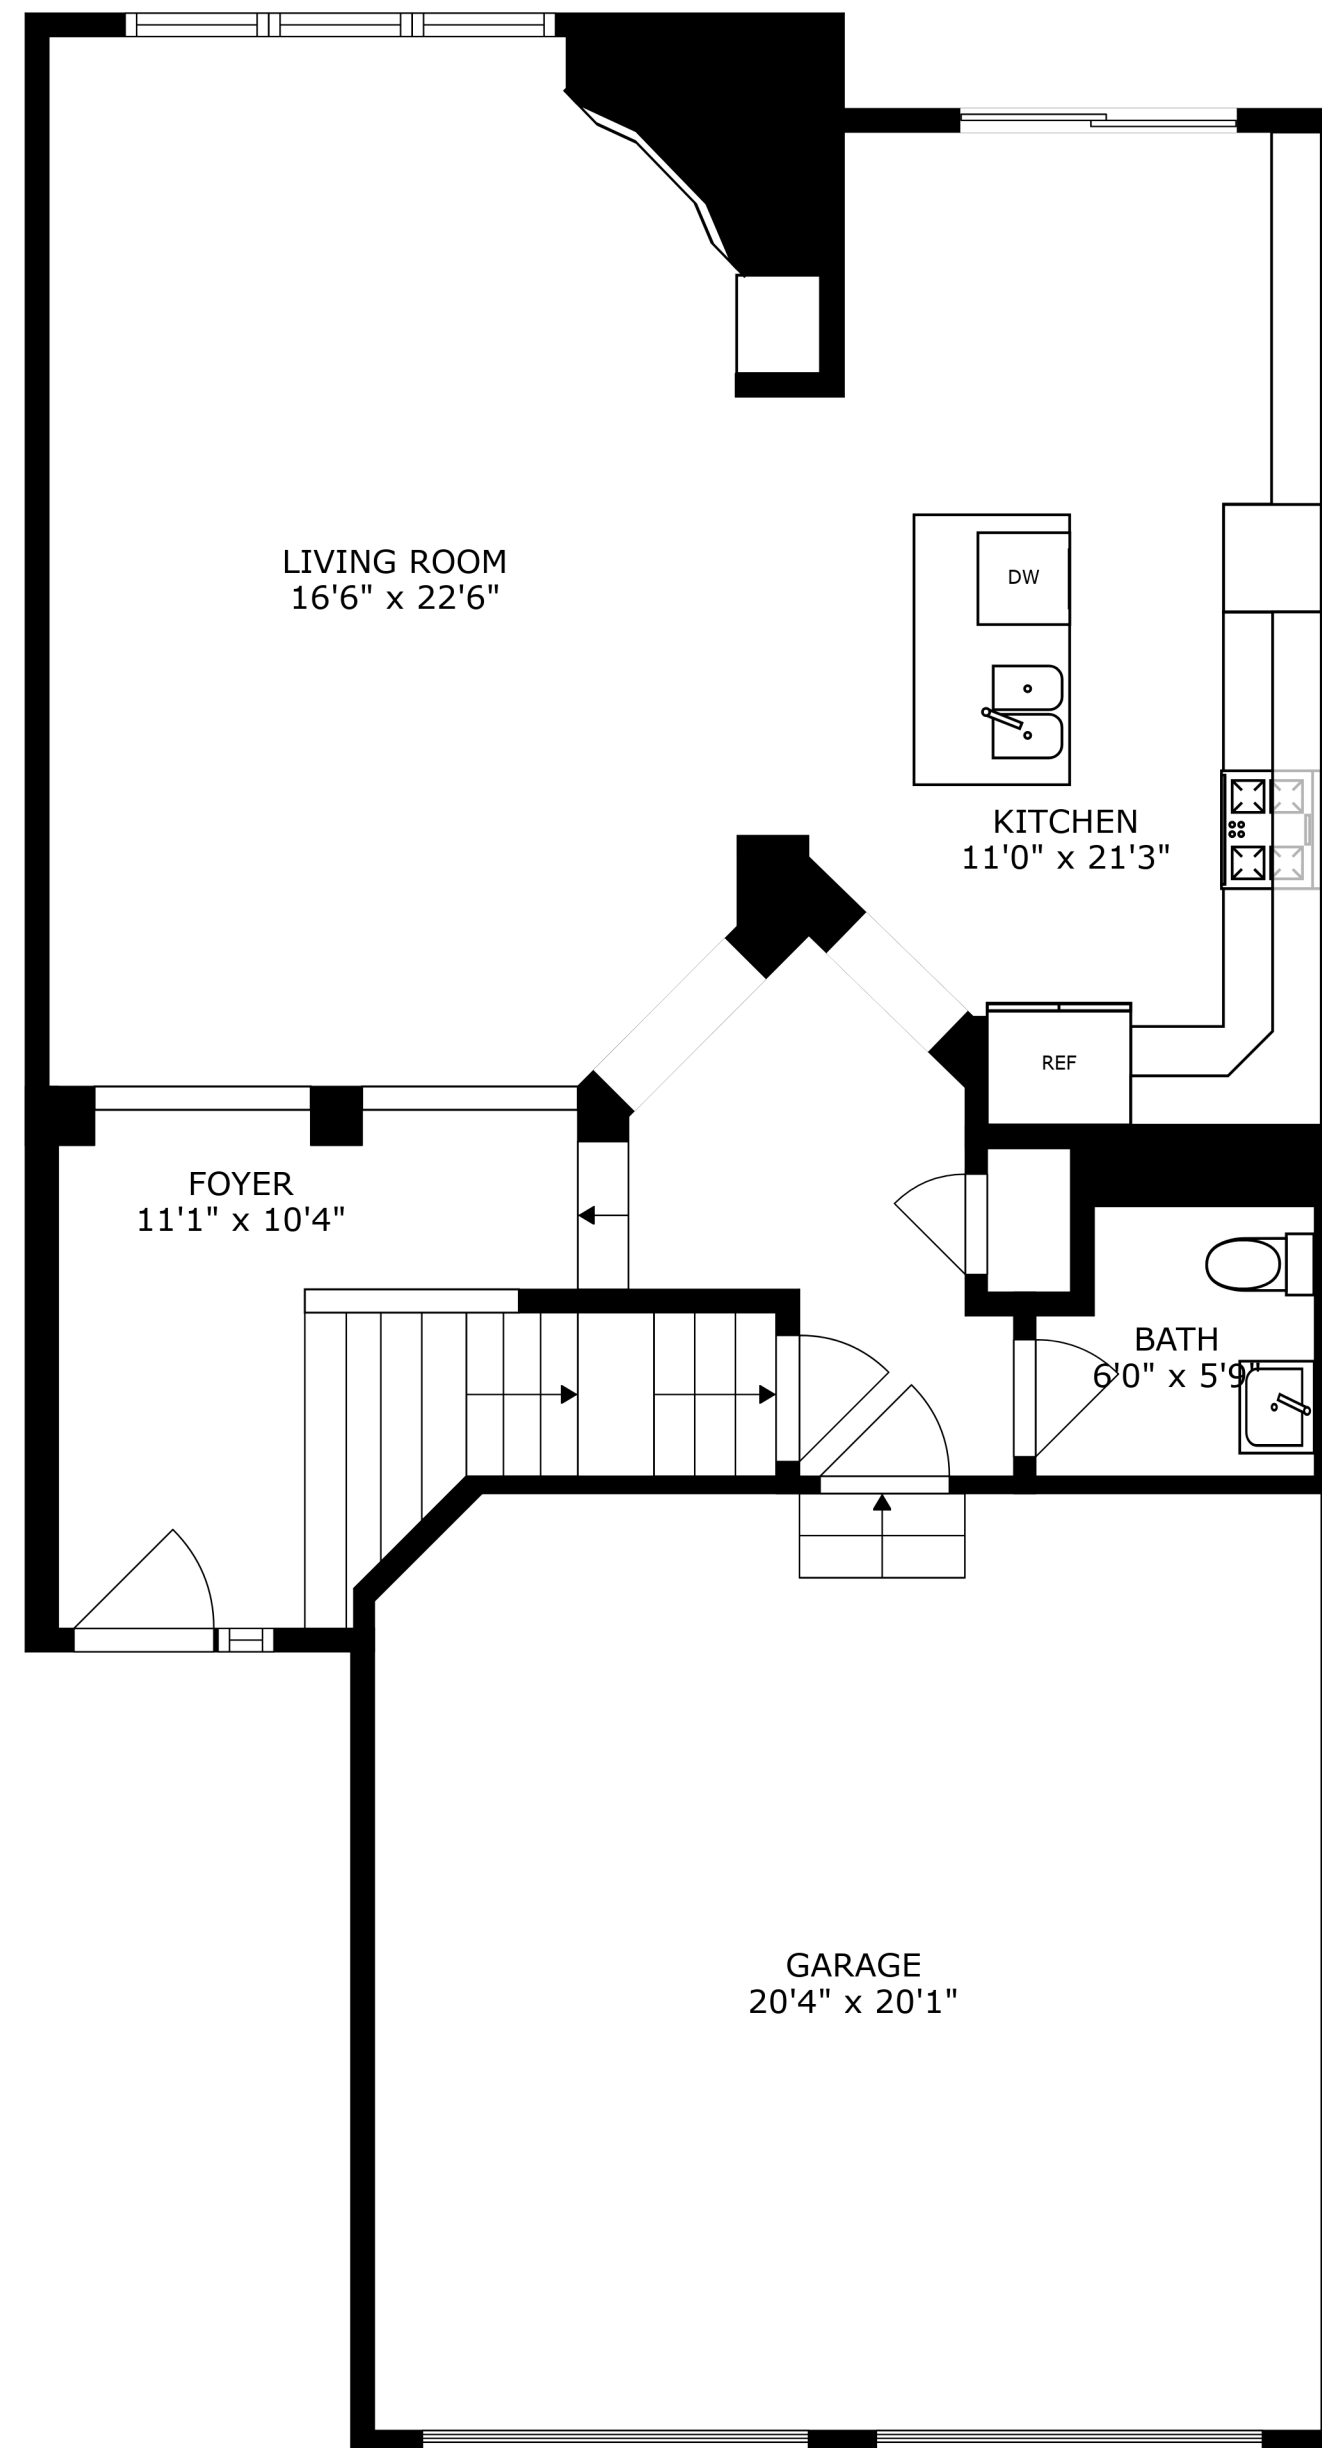 LIVING ROOM
16'6" x 22'6"
DW
KITCHEN
11'0" x 21'3"
REF
FOYER
11'1" x 10'4"
BATH
6'0" x 5'9"
GARAGE
20'4" x 20'1"